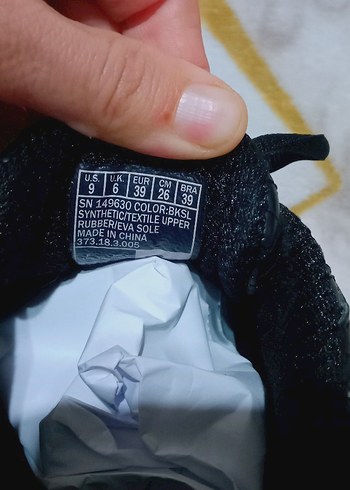 U.S. U.K. EUR CM BRA
9 6 39 26 39
SN 149630 COLOR:BKSL
SYNTHETIC/TEXTILE UPPER
RUBBER/EVA SOLE
MADE IN CHINA
373.18.3.005